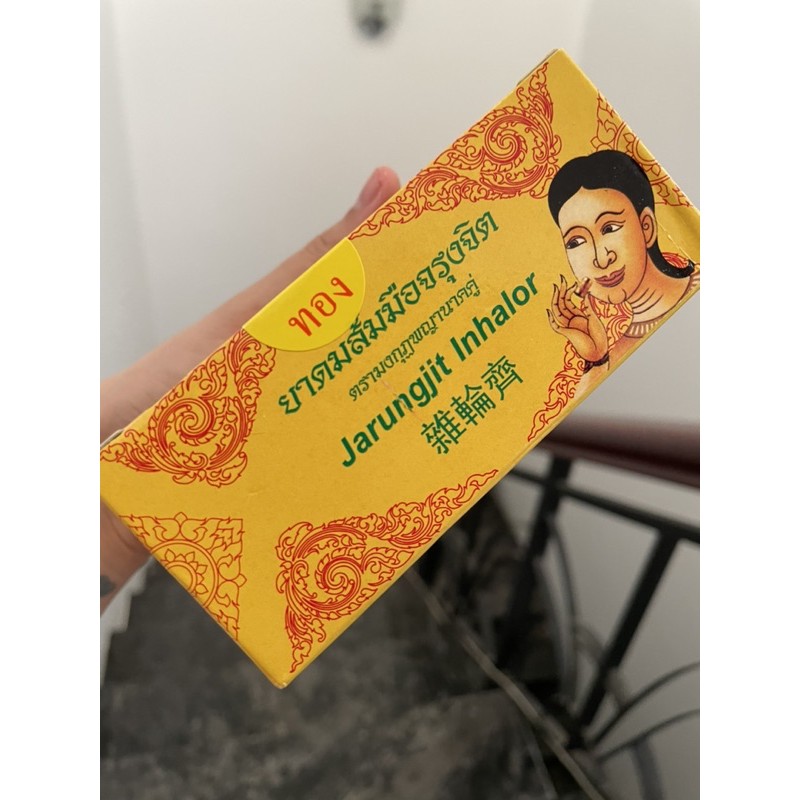 ทอง
ยาดมส้มมือจรุงจิต
ตรามงกุฎพญานาคคู่
Jarungjit Inhalor
雜輪齊